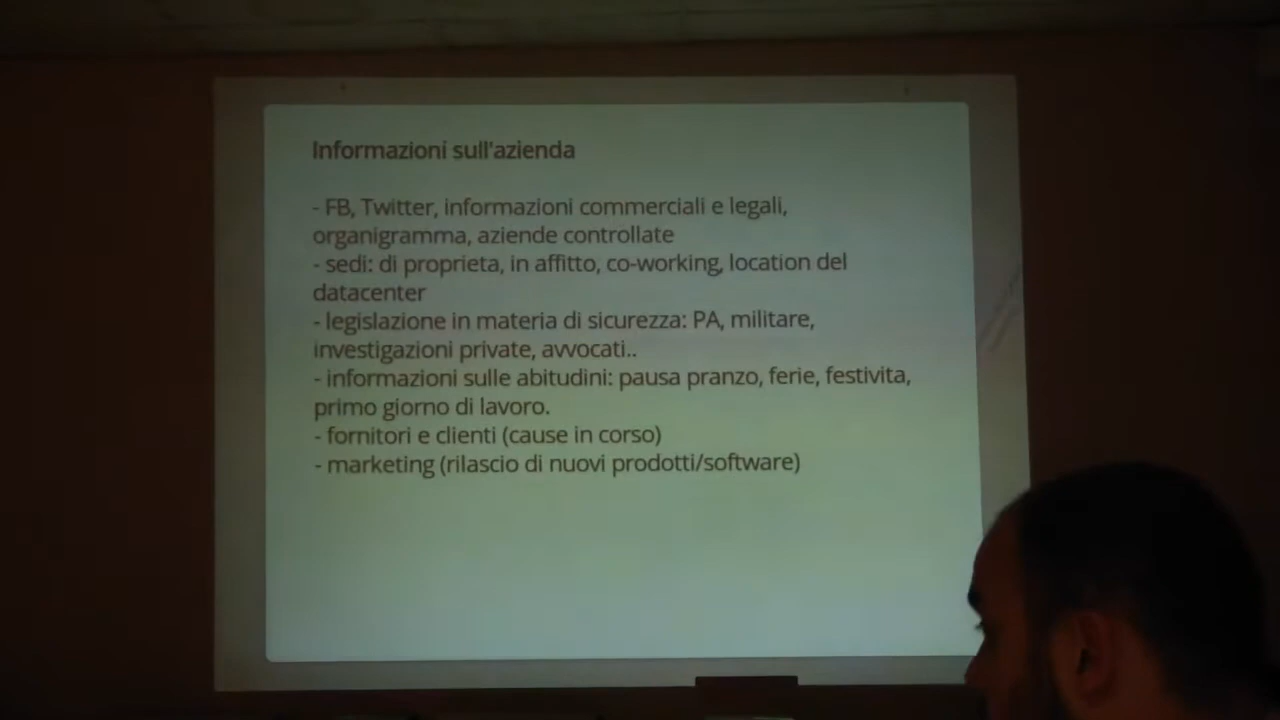 Informazioni sull'azienda
- FB, Twitter, informazioni commerciali e legali,
organigramma, aziende controllate
- sedi: di proprieta, in affitto, co-working, location del
datacenter
- legislazione in materia di sicurezza: PA, militare,
investigazioni private, avvocati..
- informazioni sulle abitudini: pausa pranzo, ferie, festivita,
primo giorno di lavoro.
- fornitori e clienti (cause in corso)
- marketing (rilascio di nuovi prodotti/software)